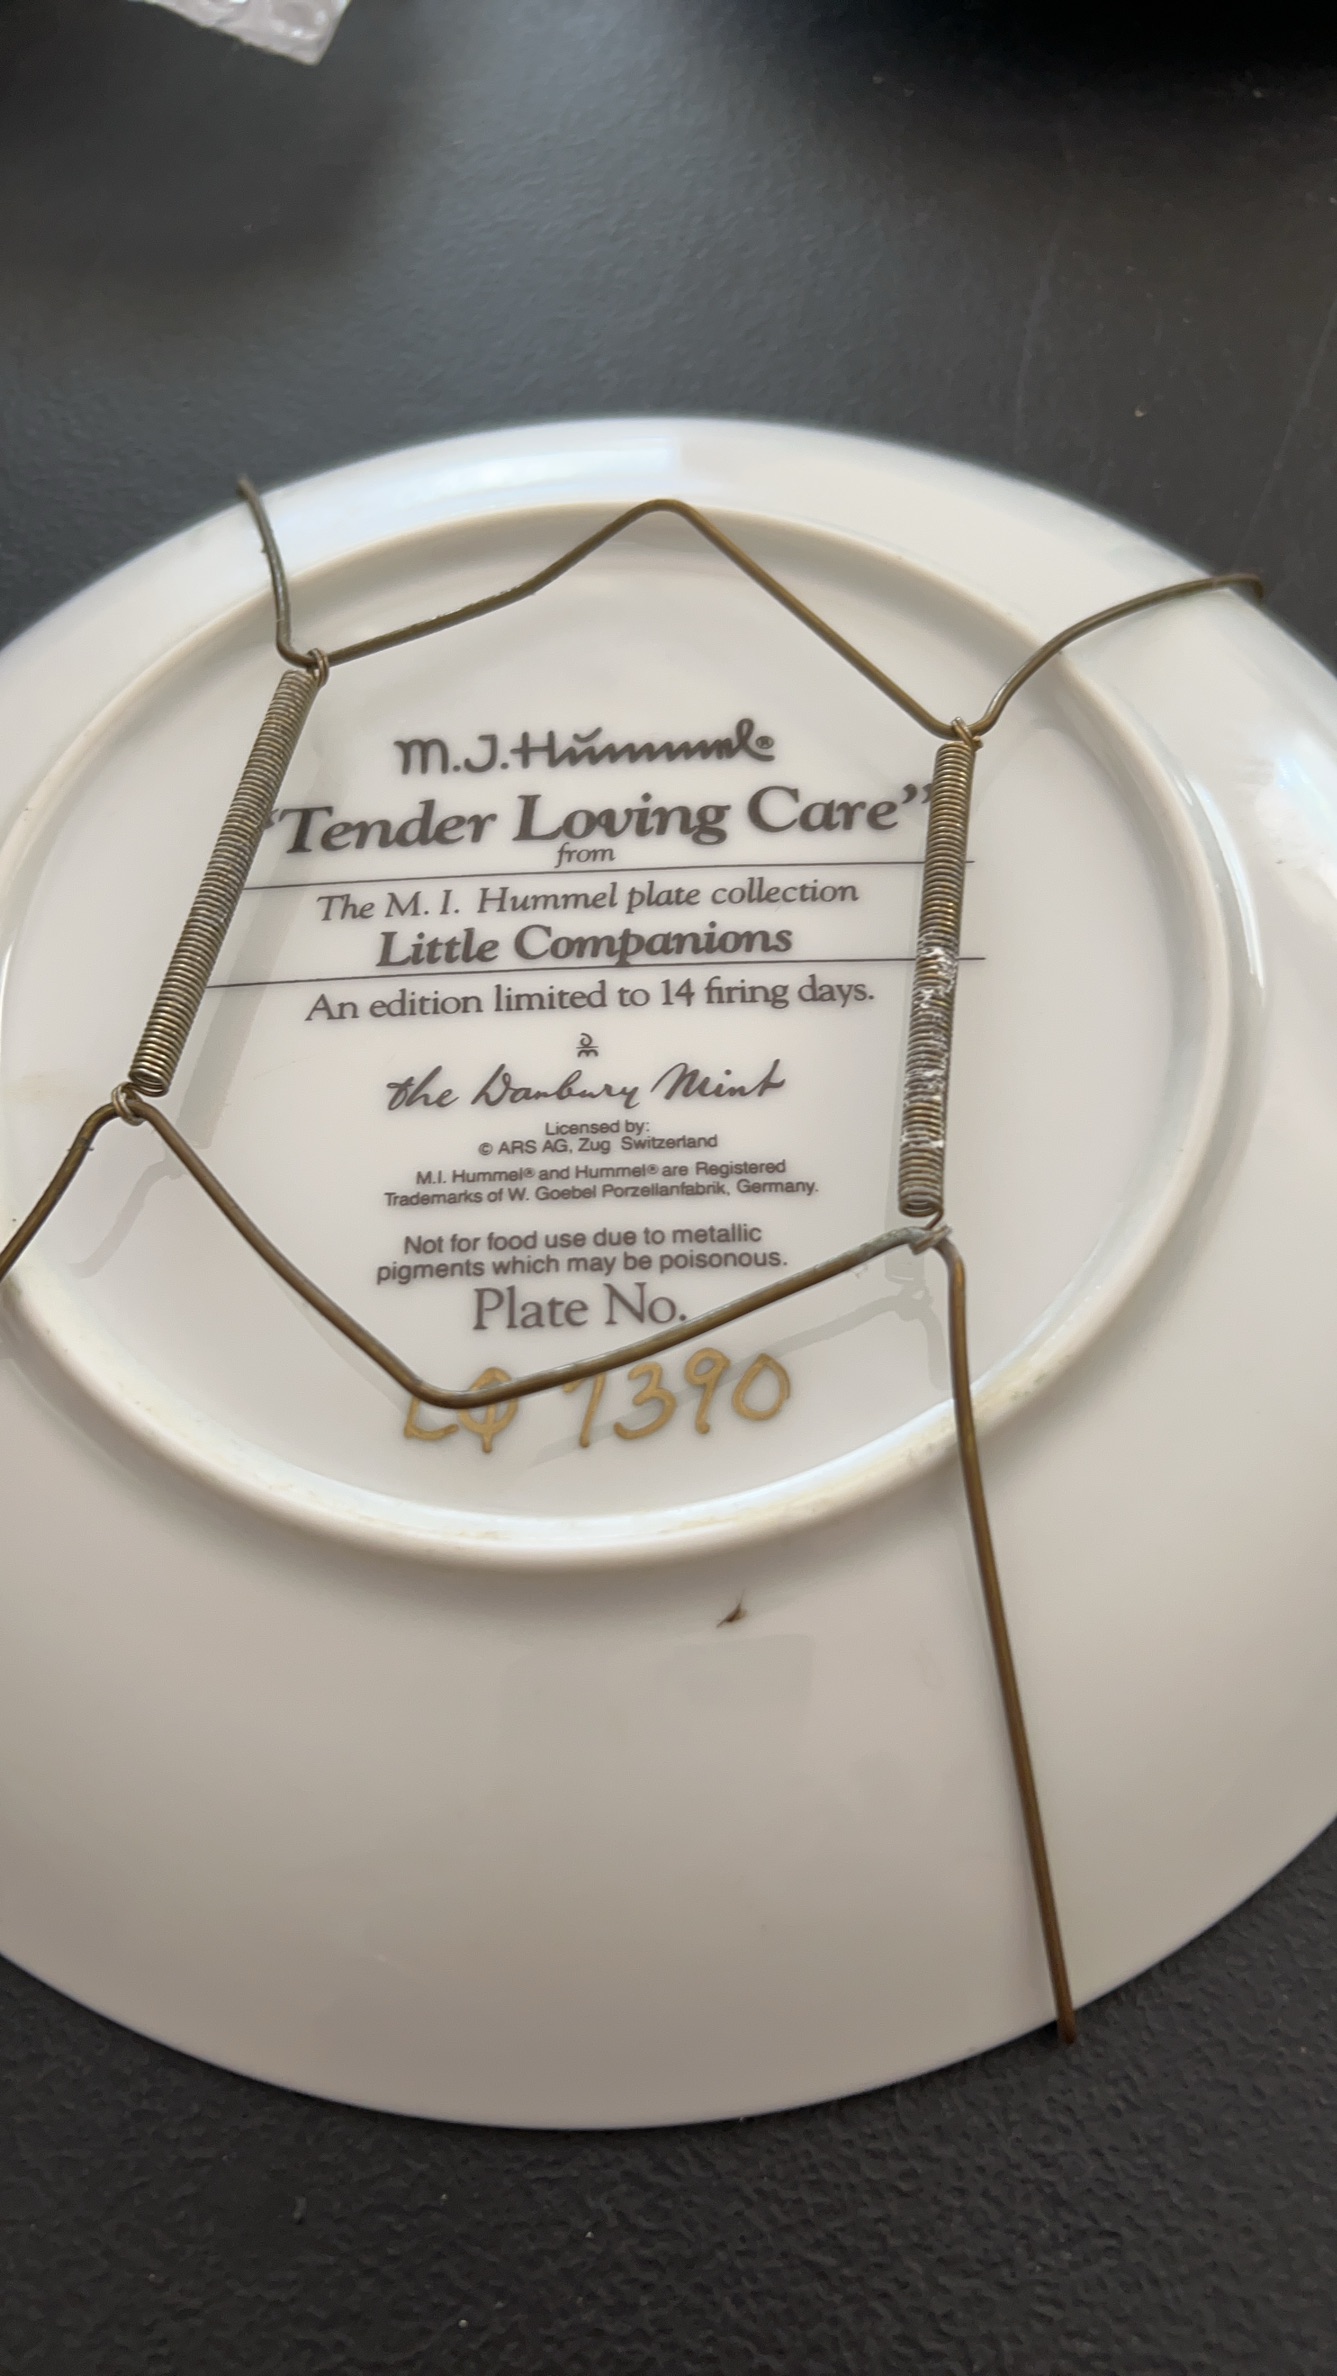 M.J. Hummel®
"Tender Loving Care"
from
The M. I. Hummel plate collection
Little Companions
An edition limited to 14 firing days.
the Danbury Mint
Licensed by:
© ARS AG, Zug Switzerland
M.I. Hummel® and Hummel® are Registered
Trademarks of W. Goebel Porzellanfabrik, Germany.
Not for food use due to metallic
pigments which may be poisonous.
Plate No.
7390